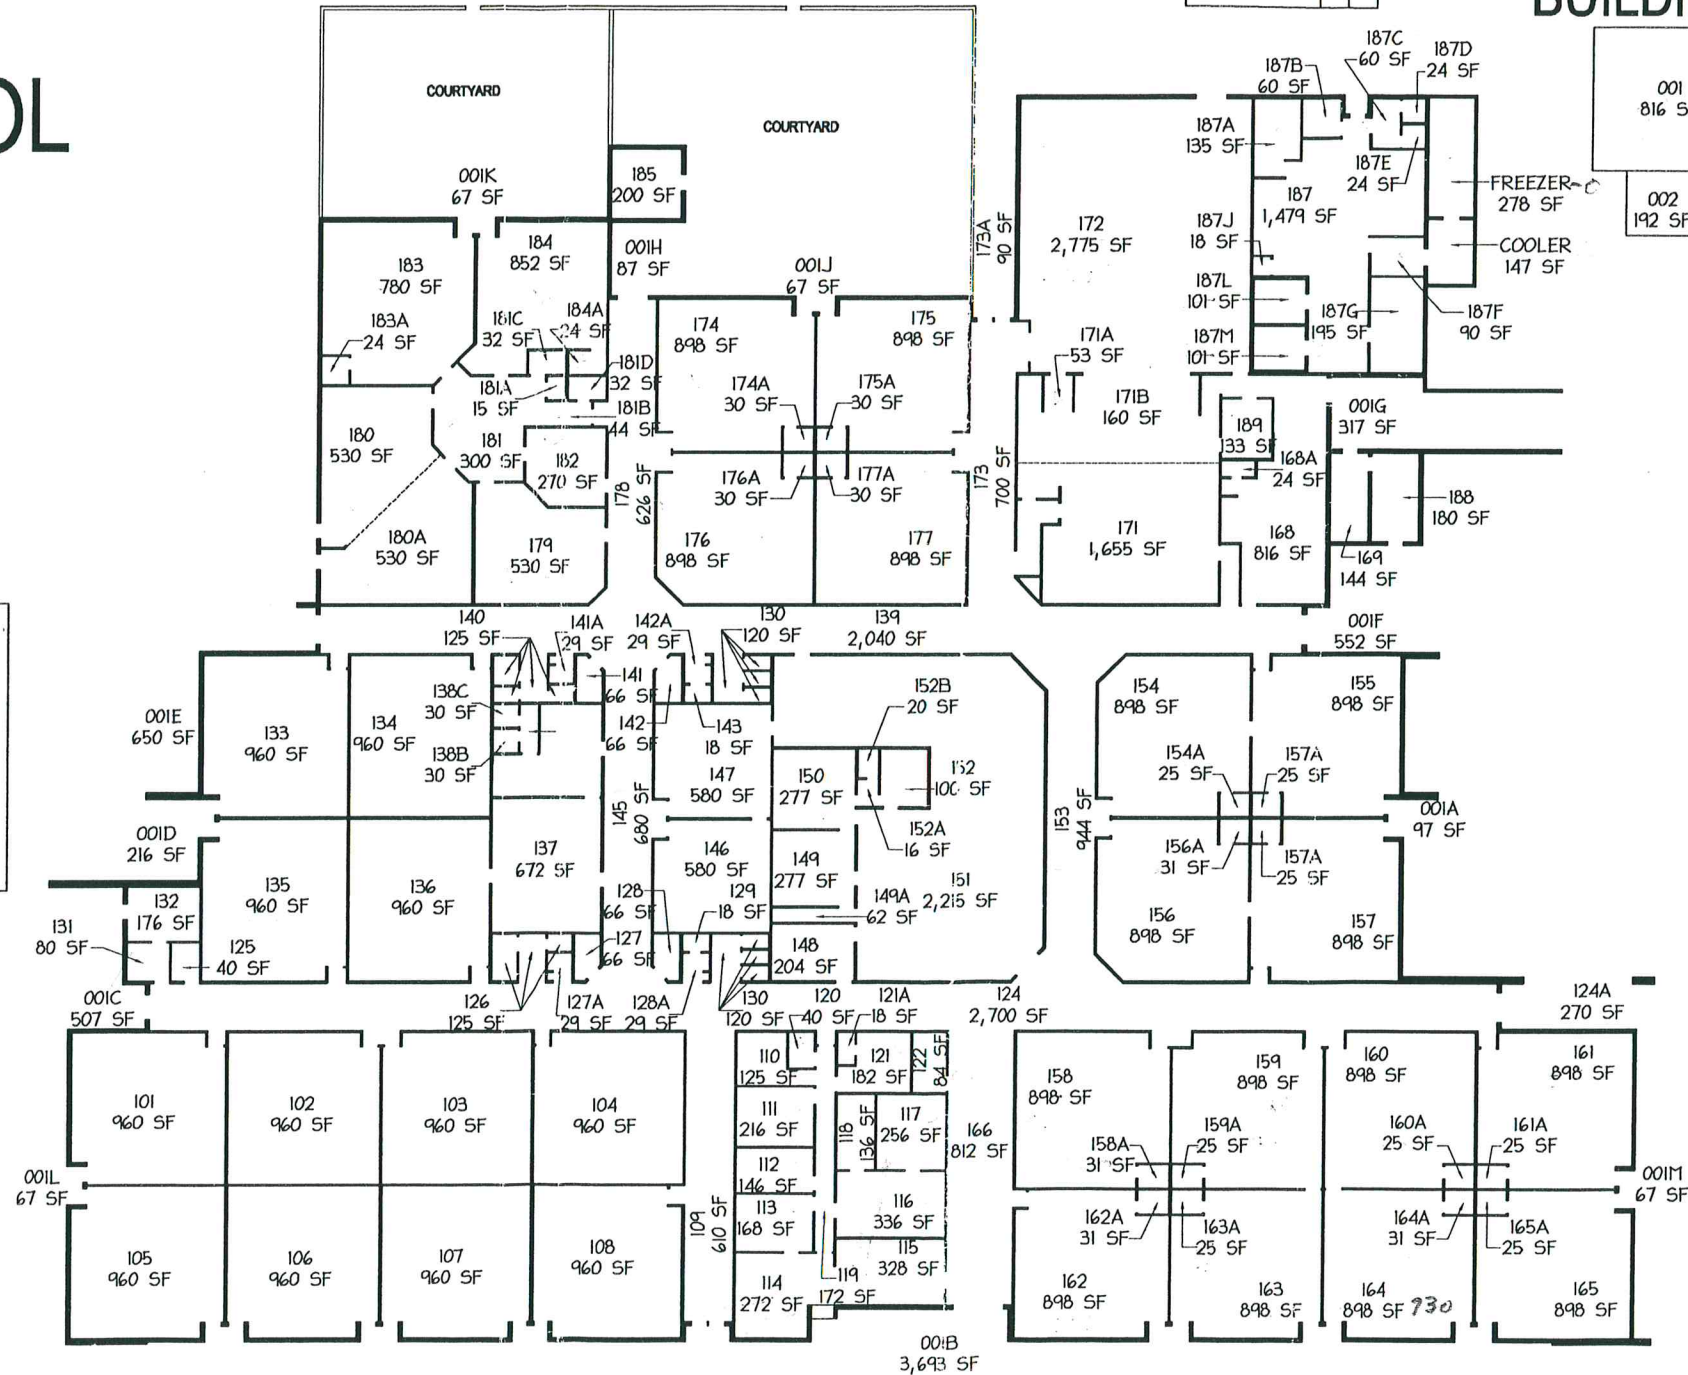 OL
COURTYARD
COURTYARD
001K
67 SF
185
200 SF
183
780 SF
184
852 SF
001H
87 SF
001J
67 SF
183A
24 SF
181C
32 SF
184A
24 SF
181D
32 SF
181A
15 SF
181B
44 SF
180
530 SF
181
300 SF
182
270 SF
180A
530 SF
179
530 SF
178
626 SF
174
898 SF
175
898 SF
174A
30 SF
175A
30 SF
176A
30 SF
177A
30 SF
176
898 SF
177
898 SF
173A
90 SF
173
700 SF
172
2,775 SF
171A
53 SF
171B
160 SF
171
1,655 SF
187B
60 SF
187C
60 SF
187D
24 SF
187A
135 SF
187E
24 SF
187
1,479 SF
187J
18 SF
187L
101 SF
187G
195 SF
187M
101 SF
187F
90 SF
FREEZER
278 SF
COOLER
147 SF
001
816 S
002
192 SF
189
133 SF
168A
24 SF
168
816 SF
001G
317 SF
188
180 SF
169
144 SF
001F
552 SF
140
125 SF
141A
29 SF
142A
29 SF
130
120 SF
139
2,040 SF
001E
650 SF
133
960 SF
134
960 SF
138C
30 SF
138B
30 SF
141
66 SF
142
66 SF
143
18 SF
147
580 SF
145
680 SF
152B
20 SF
150
277 SF
152
100 SF
152A
16 SF
151
2,215 SF
149
277 SF
149A
62 SF
148
204 SF
153
944 SF
154
898 SF
155
898 SF
154A
25 SF
157A
25 SF
156A
31 SF
157A
25 SF
156
898 SF
157
898 SF
001A
97 SF
001D
216 SF
135
960 SF
136
960 SF
137
672 SF
146
580 SF
128
66 SF
129
18 SF
127
66 SF
132
176 SF
131
80 SF
125
40 SF
001C
507 SF
126
125 SF
127A
29 SF
128A
29 SF
130
120 SF
120
40 SF
121A
18 SF
124
2,700 SF
124A
270 SF
101
960 SF
102
960 SF
103
960 SF
104
960 SF
001L
67 SF
105
960 SF
106
960 SF
107
960 SF
108
960 SF
109
610 SF
110
125 SF
111
216 SF
112
146 SF
113
168 SF
114
272 SF
121
182 SF
122
84 SF
118
136 SF
117
256 SF
116
336 SF
115
328 SF
119
172 SF
166
812 SF
001B
3,693 SF
158
898 SF
159
898 SF
160
898 SF
161
898 SF
158A
31 SF
159A
25 SF
160A
25 SF
161A
25 SF
162A
31 SF
163A
25 SF
164A
31 SF
165A
25 SF
162
898 SF
163
898 SF
164
898 SF 930
165
898 SF
001M
67 SF